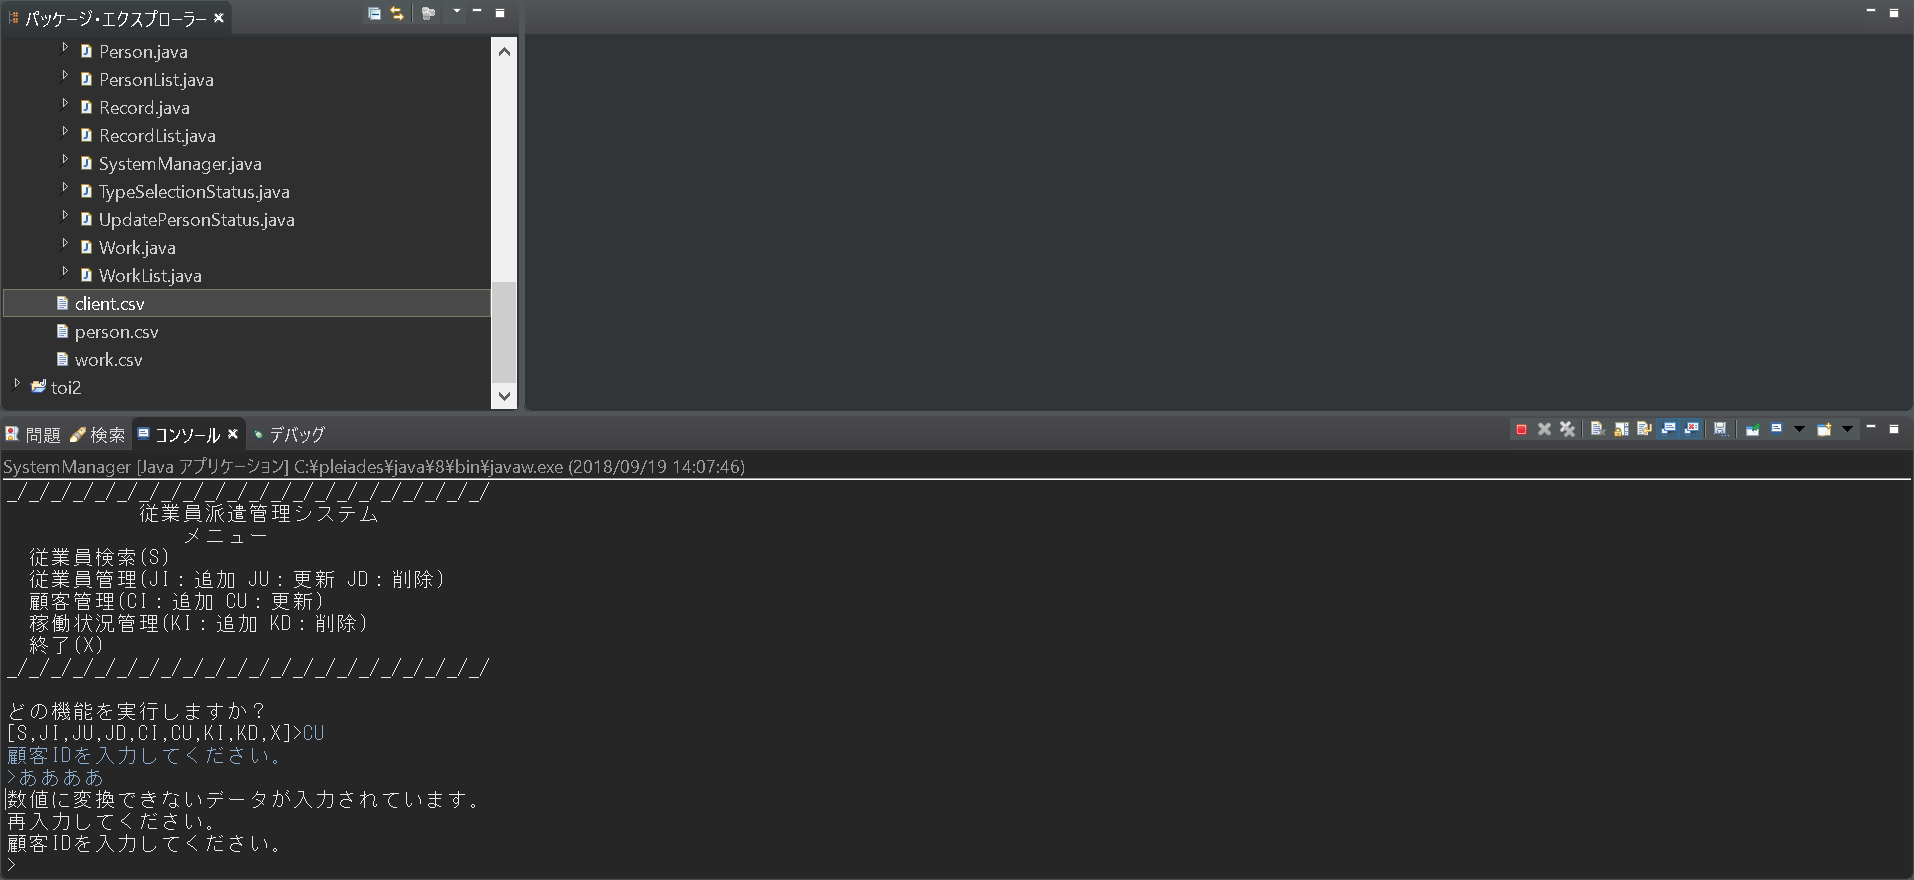 パッケージ・エクスプローラー
Person.java
PersonList.java
Record.java
RecordList.java
SystemManager.java
TypeSelectionStatus.java
UpdatePersonStatus.java
Work.java
WorkList.java
client.csv
person.csv
work.csv
toi2
問題 検索 コンソール デバッグ
SystemManager [Java アプリケーション] C:¥pleiades¥java¥8¥bin¥javaw.exe (2018/09/19 14:07:46)
_/_/_/_/_/_/_/_/_/_/_/_/_/_/_/_/_/_/_/_/_/_/
従業員派遣管理システム
メニュー
従業員検索(S)
従業員管理(JI：追加 JU：更新 JD：削除)
顧客管理(CI：追加 CU：更新)
稼働状況管理(KI：追加 KD：削除)
終了(X)
_/_/_/_/_/_/_/_/_/_/_/_/_/_/_/_/_/_/_/_/_/_/

どの機能を実行しますか？
[S,JI,JU,JD,CI,CU,KI,KD,X]>CU
顧客IDを入力してください。
>ああああ
数値に変換できないデータが入力されています。
再入力してください。
顧客IDを入力してください。
>